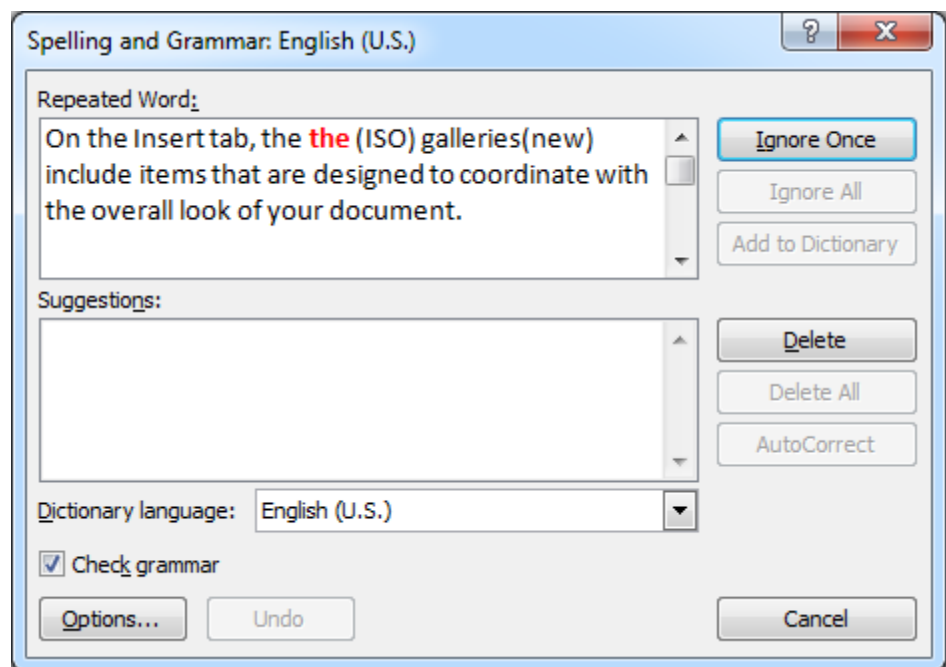 Spelling and Grammar: English (U.S.)
Repeated Word:
On the Insert tab, the the (ISO) galleries(new)
include items that are designed to coordinate with
the overall look of your document.
Ignore Once
Ignore All
Add to Dictionary
Suggestions:
Delete
Delete All
AutoCorrect
Dictionary language: English (U.S.)
Check grammar
Options... Undo Cancel